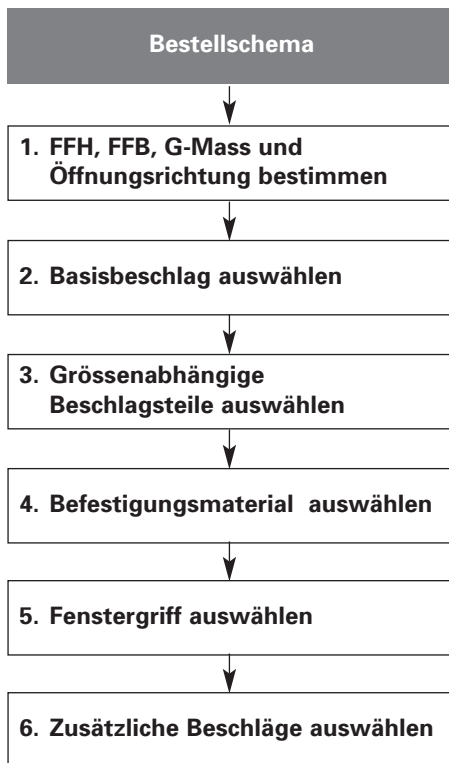 Bestellschema
1. FFH, FFB, G-Mass und
Öffnungsrichtung bestimmen
2. Basisbeschlag auswählen
3. Grössenabhängige
Beschlagsteile auswählen
4. Befestigungsmaterial auswählen
5. Fenstergriff auswählen
6. Zusätzliche Beschläge auswählen